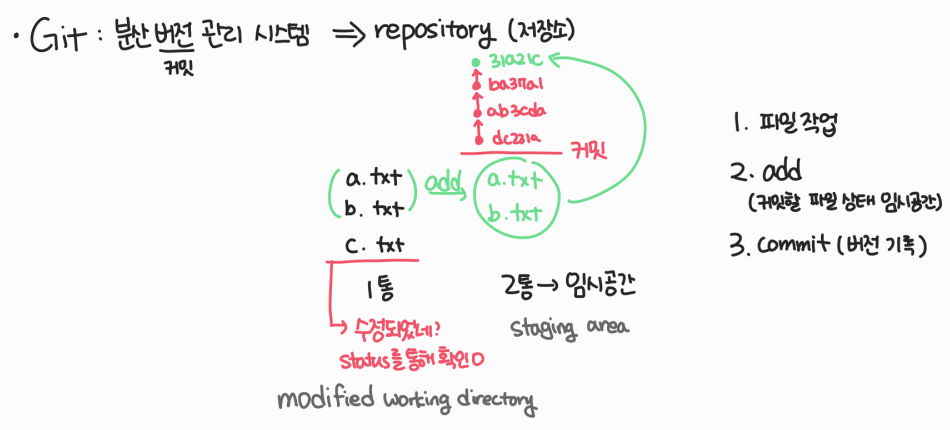 • Git : 분산 버전 관리 시스템 ⇒ repository (저장소)
커밋
31a21c
ba37a1
ab3cda
dc231a
커밋
a.txt
b. txt
c. txt
add
a.txt
b.txt
1통
2통 → 임시공간
staging area
수정되었네?
status를 통해 확인O
modified working directory
1. 파일 작업
2. add
(커밋할 파일 상태 임시공간)
3. commit (버전 기록)